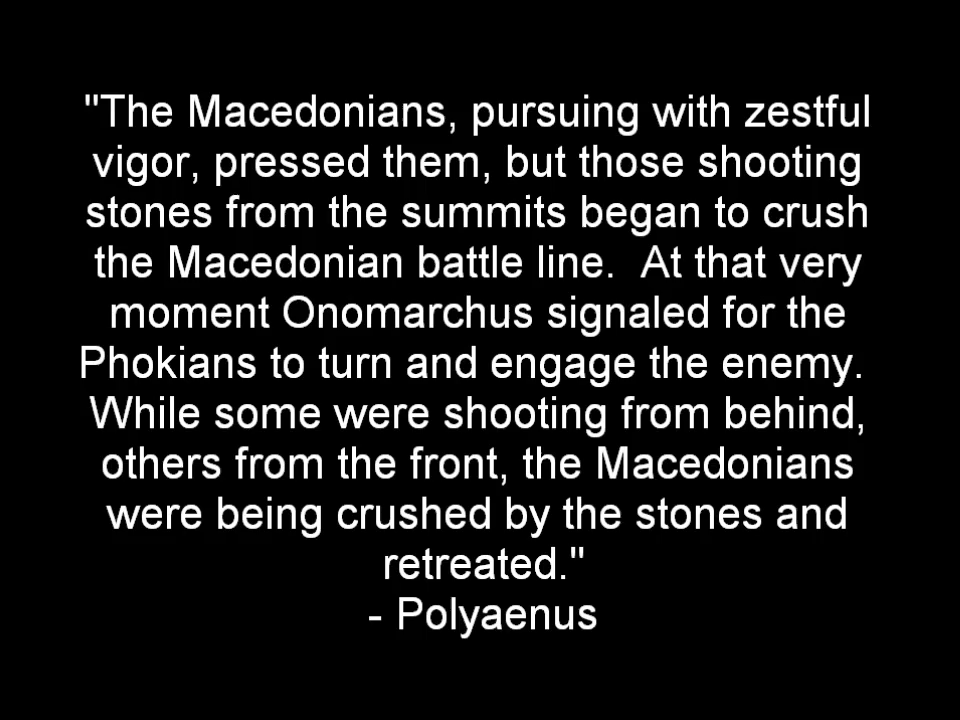 "The Macedonians, pursuing with zestful
vigor, pressed them, but those shooting
stones from the summits began to crush
the Macedonian battle line.  At that very
moment Onomarchus signaled for the
Phokians to turn and engage the enemy.
While some were shooting from behind,
others from the front, the Macedonians
were being crushed by the stones and
retreated."
- Polyaenus